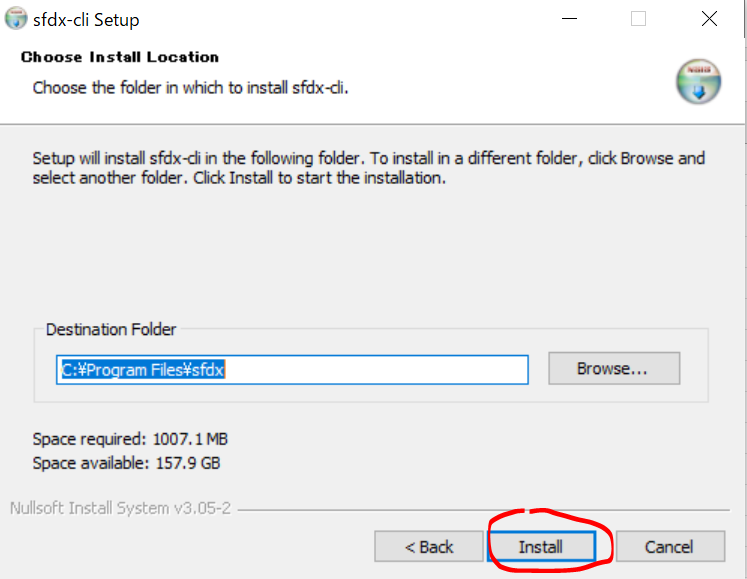 sfdx-cli Setup
Choose Install Location
Choose the folder in which to install sfdx-cli.
Setup will install sfdx-cli in the following folder. To install in a different folder, click Browse and
select another folder. Click Install to start the installation.
Destination Folder
C:¥Program Files¥sfdx
Browse...
Space required: 1007.1 MB
Space available: 157.9 GB
Nullsoft Install System v3.05-2
< Back
Install
Cancel